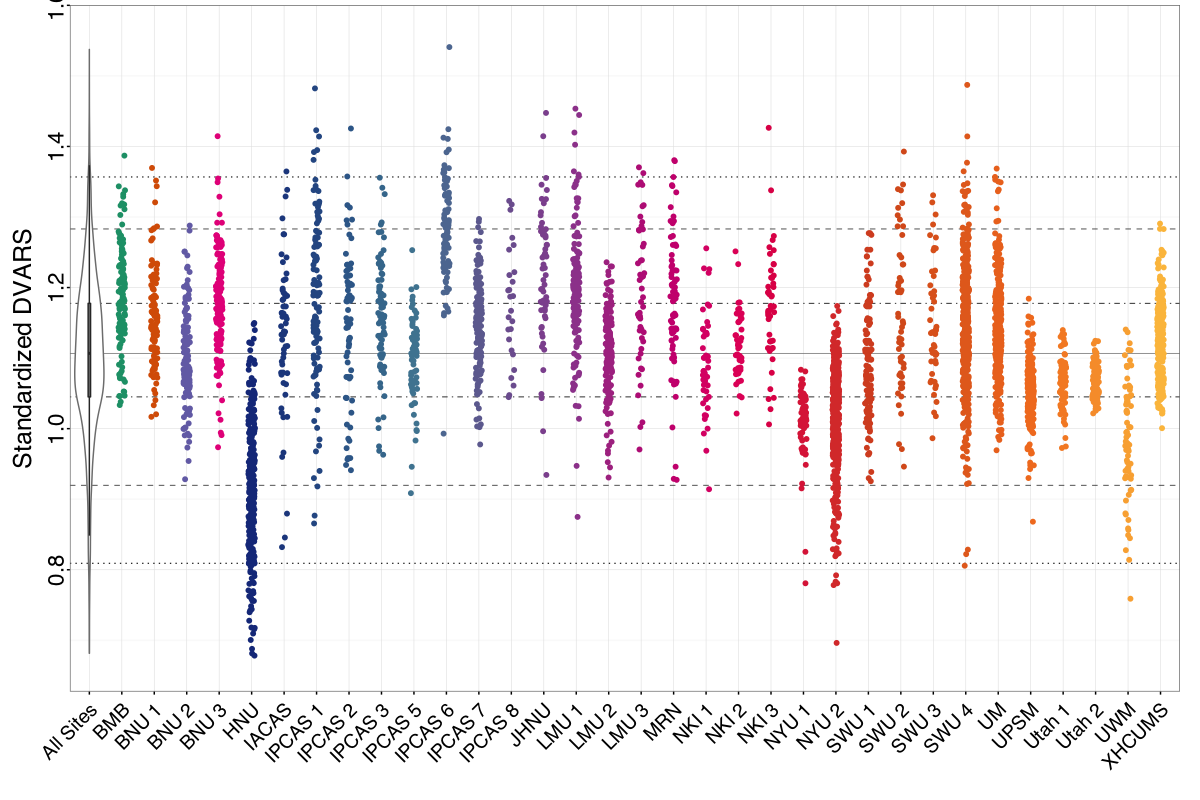 Standardized DVARS
1.4
1.2
1.0
0.8
All Sites
BMB
BNU 1
BNU 2
BNU 3
HNU
IACAS
IPCAS 1
IPCAS 2
IPCAS 3
IPCAS 5
IPCAS 6
IPCAS 7
IPCAS 8
JHNU
LMU 1
LMU 2
LMU 3
MRN
NKI 1
NKI 2
NKI 3
NYU 1
NYU 2
SWU 1
SWU 2
SWU 3
SWU 4
UM
UPSM
Utah 1
Utah 2
UWM
XHCUMS